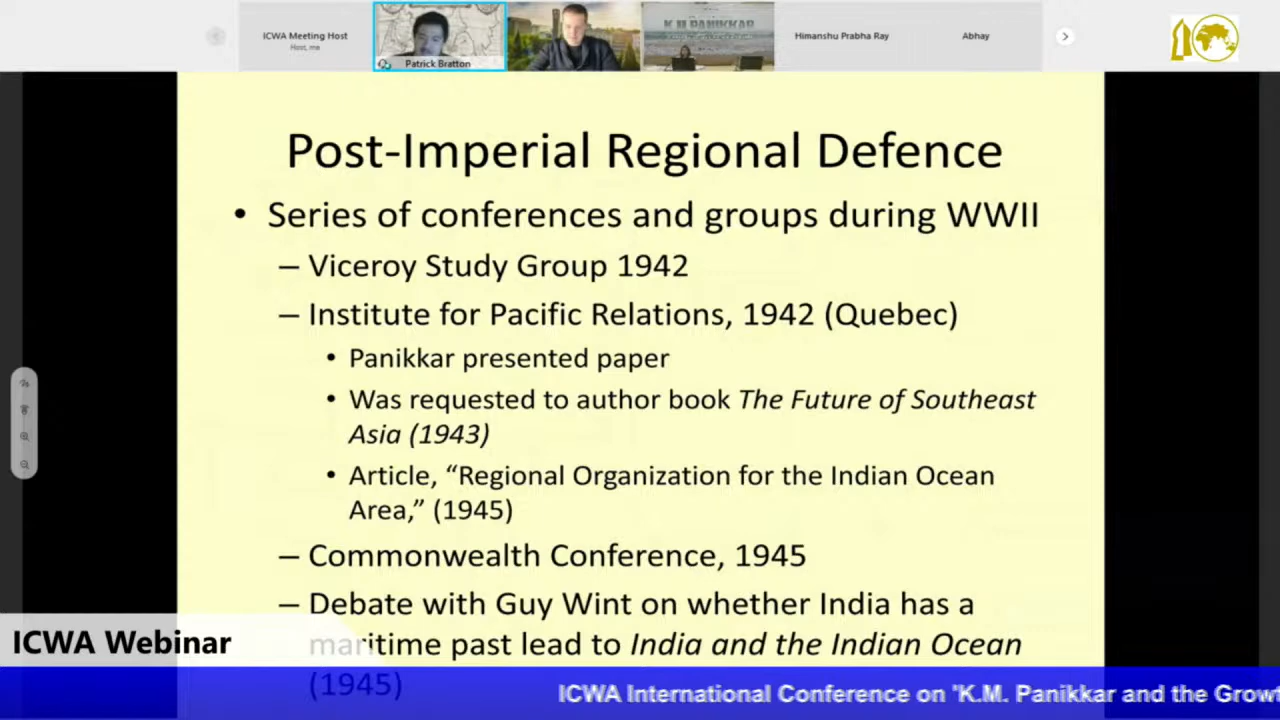 ICWA Meeting Host
Host, me
Patrick Bratton
K M PANIKKAR
Himanshu Prabha Ray
Abhay
Post-Imperial Regional Defence
• Series of conferences and groups during WWII
– Viceroy Study Group 1942
– Institute for Pacific Relations, 1942 (Quebec)
• Panikkar presented paper
• Was requested to author book The Future of Southeast
Asia (1943)
• Article, “Regional Organization for the Indian Ocean
Area,” (1945)
– Commonwealth Conference, 1945
– Debate with Guy Wint on whether India has a
maritime past lead to India and the Indian Ocean
(1945)
ICWA Webinar
ICWA International Conference on 'K.M. Panikkar and the Growt